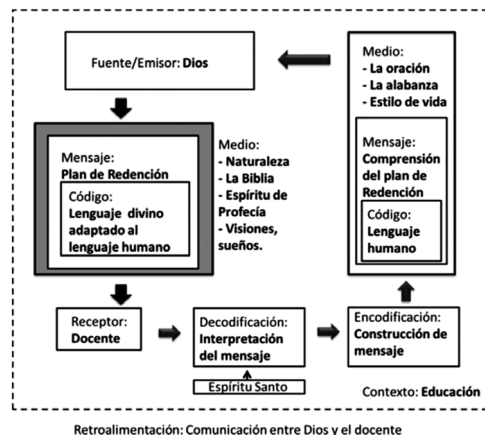 Fuente/Emisor: Dios
Mensaje:
Plan de Redención
Código:
Lenguaje divino
adaptado al
lenguaje humano
Medio:
- Naturaleza
- La Biblia
- Espíritu de
Profecía
- Visiones,
sueños.
Medio:
- La oración
- La alabanza
- Estilo de vida
Mensaje:
Comprensión
del plan de
Redención
Código:
Lenguaje
humano
Receptor:
Docente
Decodificación:
Interpretación
del mensaje
Espíritu Santo
Encodificación:
Construcción de
mensaje
Contexto: Educación
Retroalimentación: Comunicación entre Dios y el docente